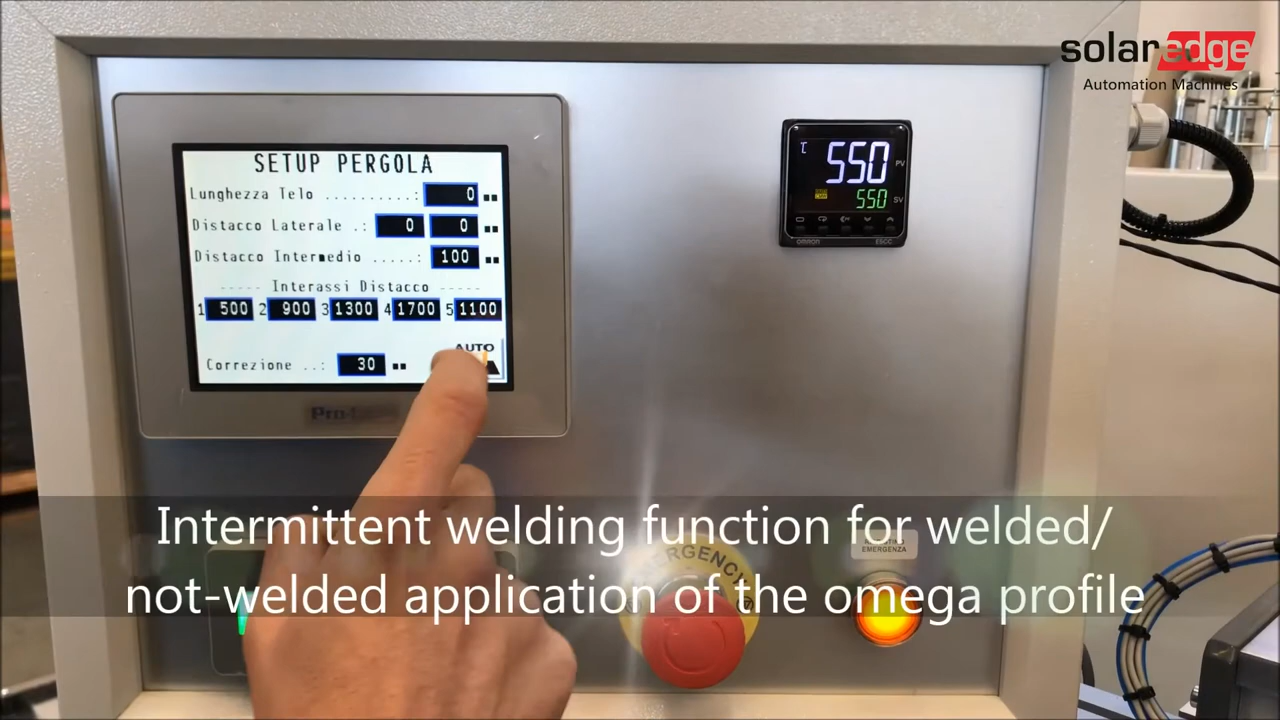 solaredge
Automation Machines
SETUP PERGOLA
Lunghezza Telo ..........: 0
Distacco Laterale .: 0 0
Distacco Intermedio .....: 100
----- Interassi Distacco -----
1 500 2 900 3 1300 4 1700 5 1100
AUTO
Correzione ..: 30
℃ 550 PV
550 SV
OMRON E5CC
Intermittent welding function for welded/
not-welded application of the omega profile
EMERGENZA